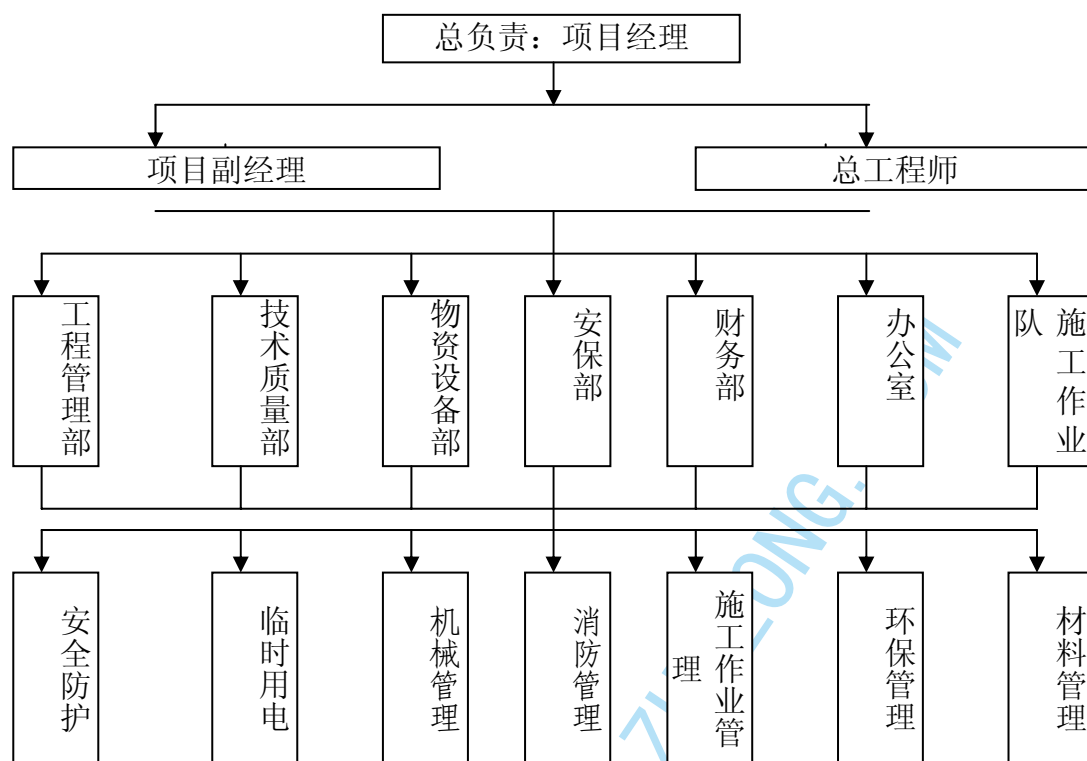 总负责：项目经理
项目副经理
总工程师
工程管理部
技术质量部
物资设备部
安保部
财务部
办公室
施工作业
队
安全防护
临时用电
机械管理
消防管理
施工作业管
理
环保管理
材料管理